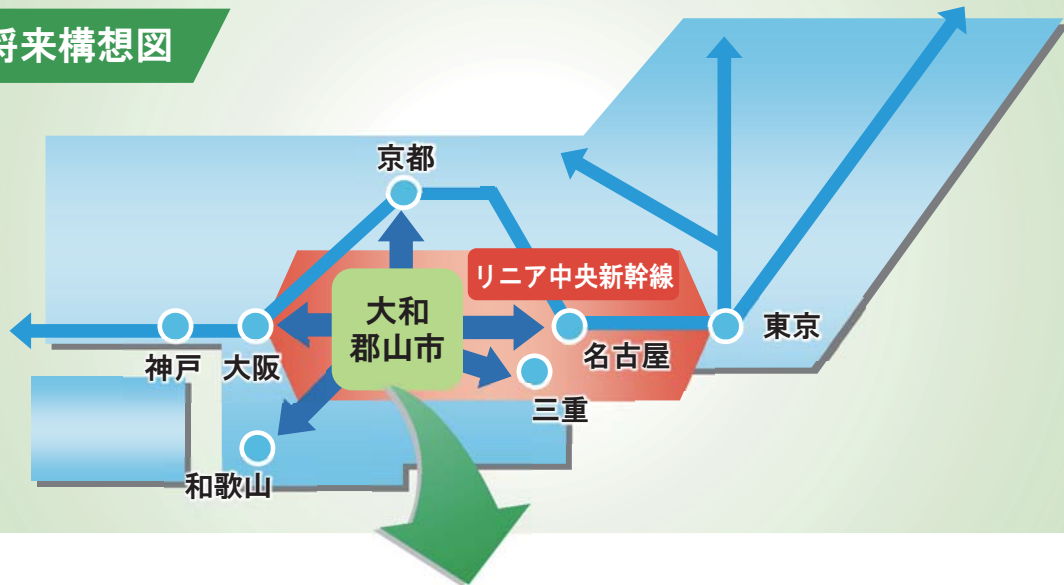 将来構想図
京都
リニア中央新幹線
大和
郡山市
東京
神戸
大阪
名古屋
三重
和歌山